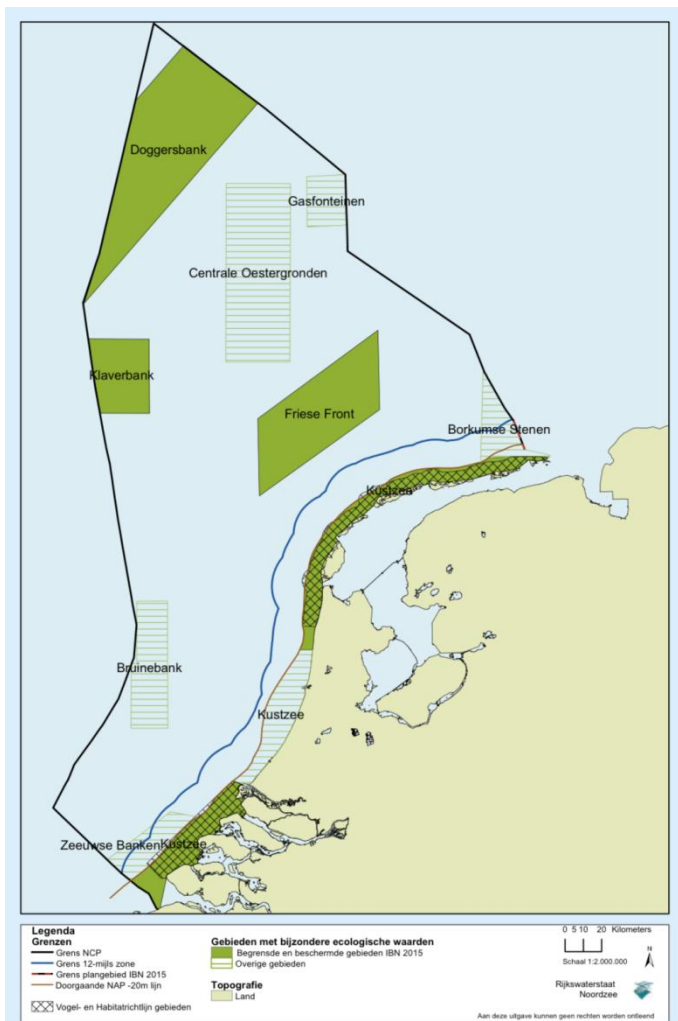 Doggersbank
Gasfonteinen
Centrale Oestergronden
Klaverbank
Friese Front
Borkumse Stenen
Kustzee
Bruinebank
Kustzee
Zeeuwse Banken
Kustzee
Legenda
Grenzen
Grens NCP
Grens 12-mijls zone
Grens plangebied IBN 2015
Doorgaande NAP -20m lijn
Vogel- en Habitatrichtlijn gebieden
Gebieden met bijzondere ecologische waarden
Begrensde en beschermde gebieden IBN 2015
Overige gebieden
Topografie
Land
0 5 10 20 Kilometers
Schaal 1:2.000.000
N
Rijkswaterstaat
Noordzee
Aan deze uitgave kunnen geen rechten worden ontleend